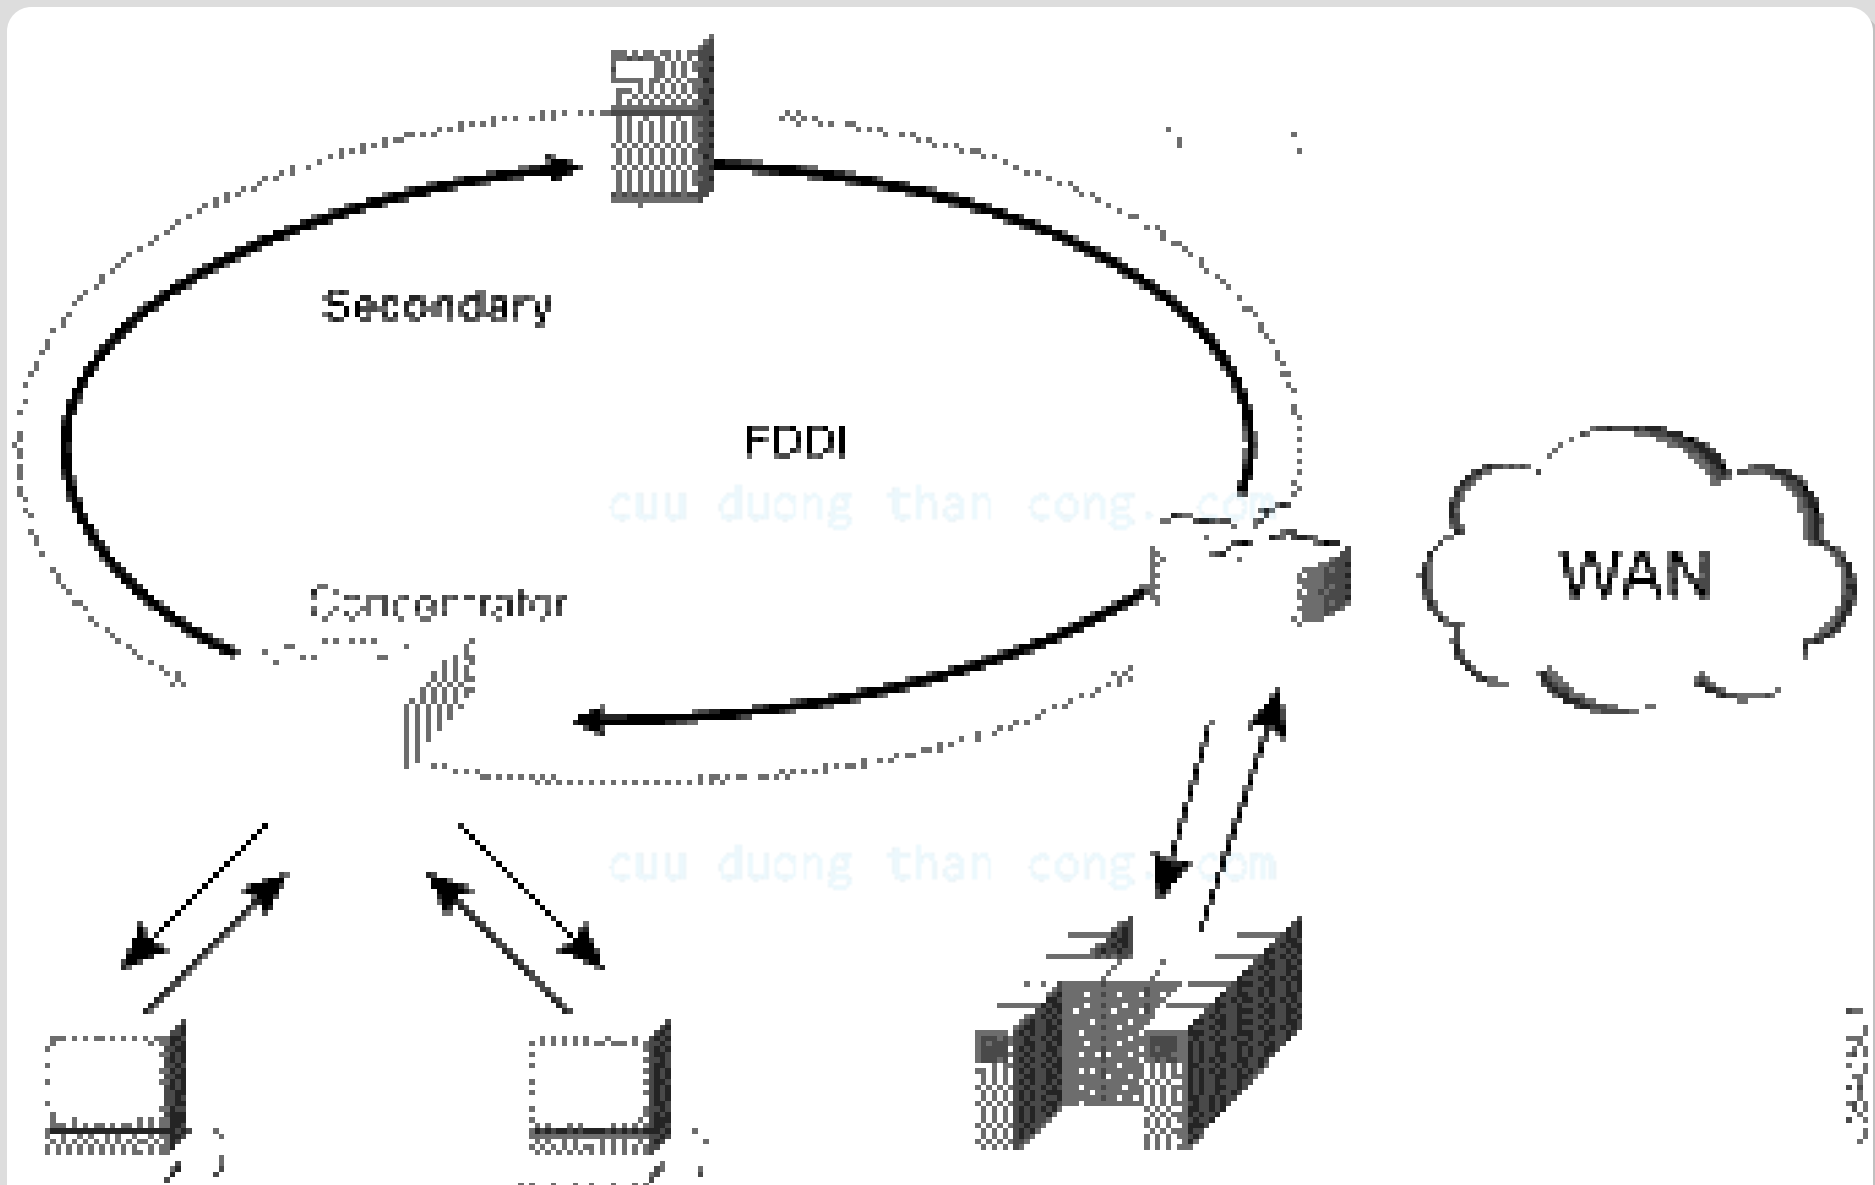 Secondary
FDDI
cuu duong than cong. com
WAN
Concentrator
cuu duong than cong. com